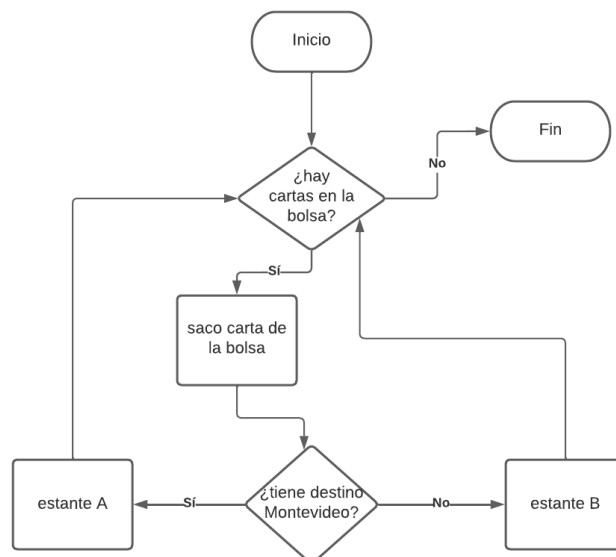 Inicio
Fin
No
¿hay
cartas en la
bolsa?
Sí
saco carta de
la bolsa
estante A
Sí
¿tiene destino
Montevideo?
No
estante B